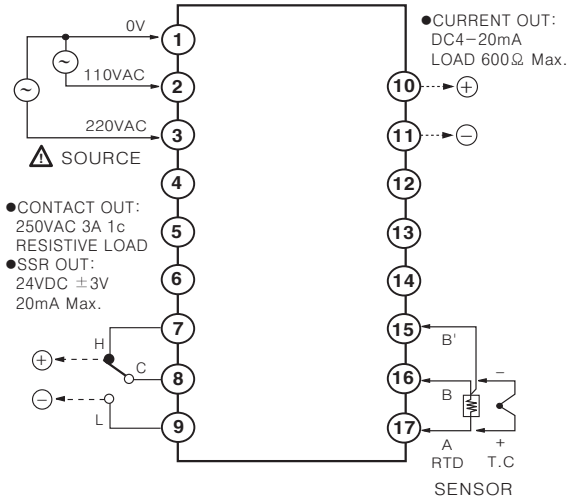 0V
110VAC
220VAC
⚠ SOURCE
●CONTACT OUT:
250VAC 3A 1c
RESISTIVE LOAD
●SSR OUT:
24VDC ±3V
20mA Max.
H
C
L
+
−
1
2
3
4
5
6
7
8
9
●CURRENT OUT:
DC4−20mA
LOAD 600Ω Max.
10
+
11
−
12
13
14
15
16
17
B'
B
A
RTD
−
+
T.C
SENSOR